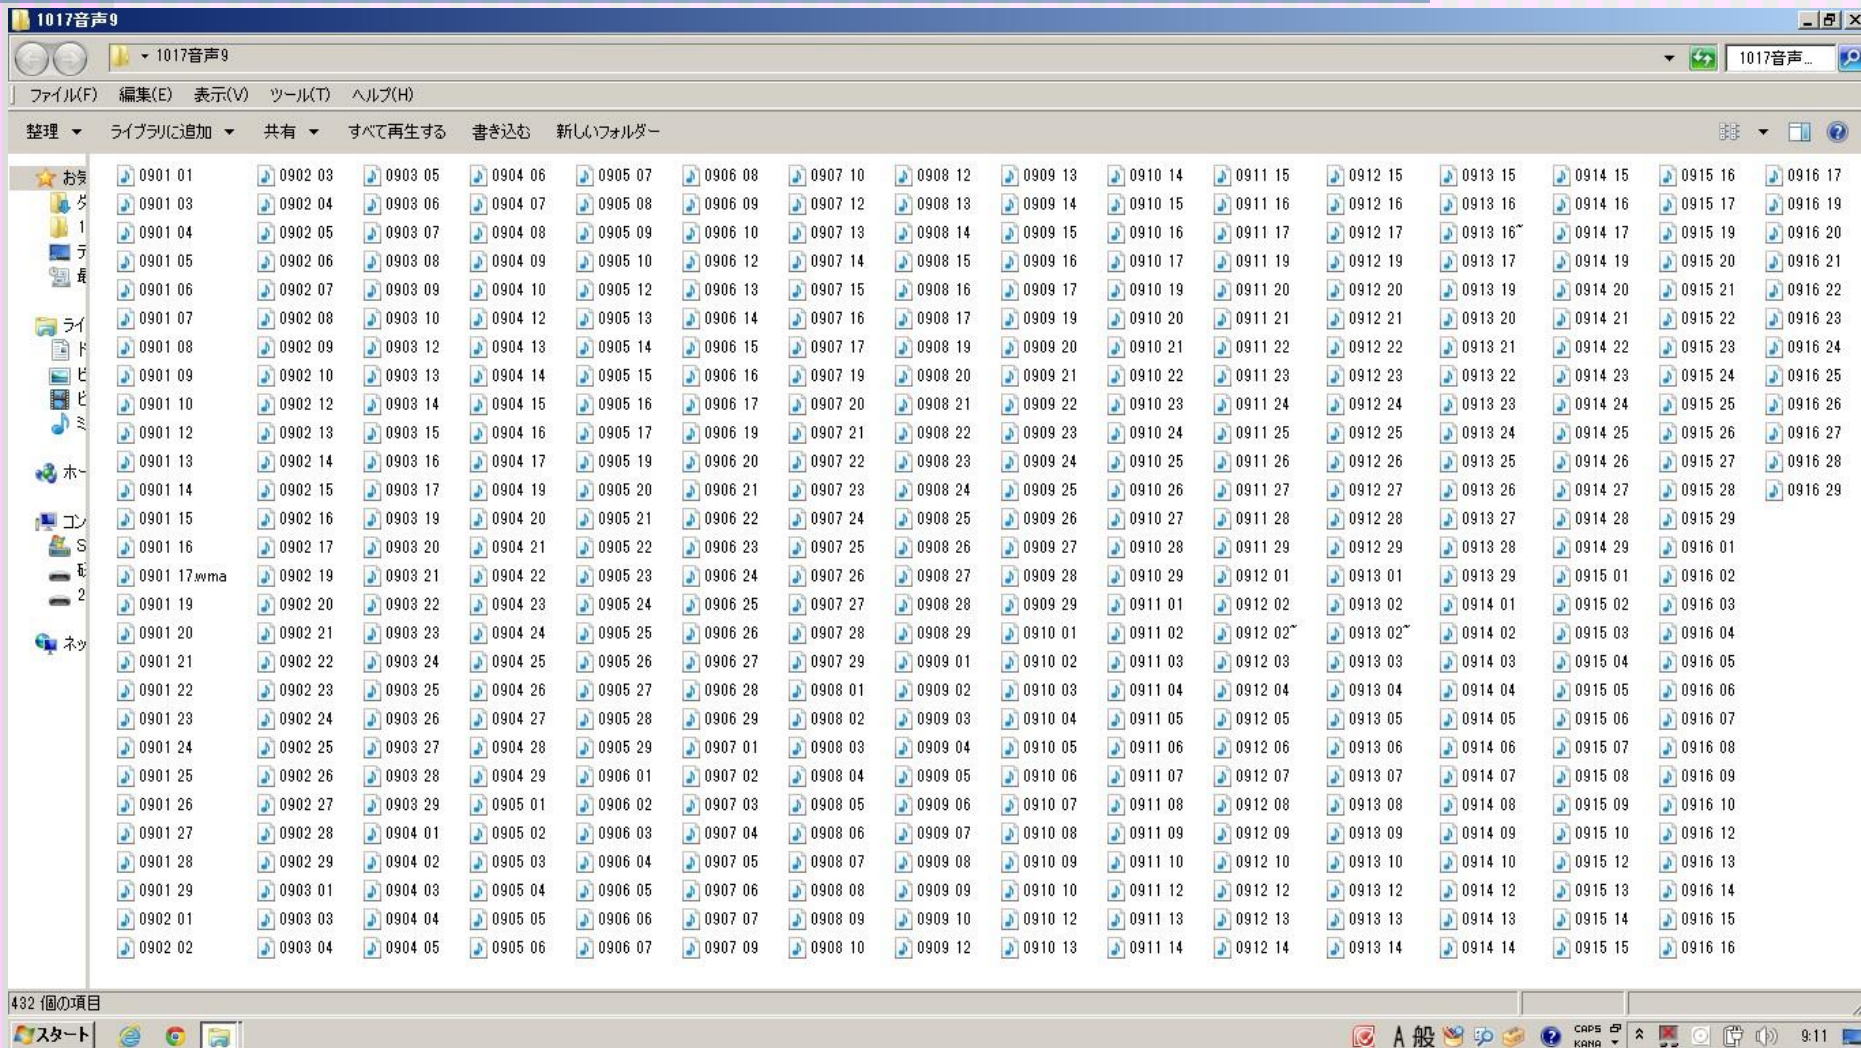 1017音声9
1017音声9
1017音声...
ファイル(F) 編集(E) 表示(V) ツール(T) ヘルプ(H)
整理 ライブラリに追加 共有 すべて再生する 書き込む 新しいフォルダー
お気 0901 01 0902 03 0903 05 0904 06 0905 07 0906 08 0907 10 0908 12 0909 13 0910 14 0911 15 0912 15 0913 15 0914 15 0915 16 0916 17
ダ 0901 03 0902 04 0903 06 0904 07 0905 08 0906 09 0907 12 0908 13 0909 14 0910 15 0911 16 0912 16 0913 16 0914 16 0915 17 0916 19
1 0901 04 0902 05 0903 07 0904 08 0905 09 0906 10 0907 13 0908 14 0909 15 0910 16 0911 17 0912 17 0913 16~ 0914 17 0915 19 0916 20
デ 0901 05 0902 06 0903 08 0904 09 0905 10 0906 12 0907 14 0908 15 0909 16 0910 17 0911 19 0912 19 0913 17 0914 19 0915 20 0916 21
最 0901 06 0902 07 0903 09 0904 10 0905 12 0906 13 0907 15 0908 16 0909 17 0910 19 0911 20 0912 20 0913 19 0914 20 0915 21 0916 22
ライ 0901 07 0902 08 0903 10 0904 12 0905 13 0906 14 0907 16 0908 17 0909 19 0910 20 0911 21 0912 21 0913 20 0914 21 0915 22 0916 23
ド 0901 08 0902 09 0903 12 0904 13 0905 14 0906 15 0907 17 0908 19 0909 20 0910 21 0911 22 0912 22 0913 21 0914 22 0915 23 0916 24
ピ 0901 09 0902 10 0903 13 0904 14 0905 15 0906 16 0907 19 0908 20 0909 21 0910 22 0911 23 0912 23 0913 22 0914 23 0915 24 0916 25
ビ 0901 10 0902 12 0903 14 0904 15 0905 16 0906 17 0907 20 0908 21 0909 22 0910 23 0911 24 0912 24 0913 23 0914 24 0915 25 0916 26
ミ 0901 12 0902 13 0903 15 0904 16 0905 17 0906 19 0907 21 0908 22 0909 23 0910 24 0911 25 0912 25 0913 24 0914 25 0915 26 0916 27
ホー 0901 13 0902 14 0903 16 0904 17 0905 19 0906 20 0907 22 0908 23 0909 24 0910 25 0911 26 0912 26 0913 25 0914 26 0915 27 0916 28
0901 14 0902 15 0903 17 0904 19 0905 20 0906 21 0907 23 0908 24 0909 25 0910 26 0911 27 0912 27 0913 26 0914 27 0915 28 0916 29
コン 0901 15 0902 16 0903 19 0904 20 0905 21 0906 22 0907 24 0908 25 0909 26 0910 27 0911 28 0912 28 0913 27 0914 28 0915 29
S 0901 16 0902 17 0903 20 0904 21 0905 22 0906 23 0907 25 0908 26 0909 27 0910 28 0911 29 0912 29 0913 28 0914 29 0916 01
0901 17.wma 0902 19 0903 21 0904 22 0905 23 0906 24 0907 26 0908 27 0909 28 0910 29 0912 01 0913 01 0913 29 0915 01 0916 02
2 0901 19 0902 20 0903 22 0904 23 0905 24 0906 25 0907 27 0908 28 0909 29 0911 01 0912 02 0913 02 0914 01 0915 02 0916 03
ネッ 0901 20 0902 21 0903 23 0904 24 0905 25 0906 26 0907 28 0908 29 0910 01 0911 02 0912 02~ 0913 02~ 0914 02 0915 03 0916 04
0901 21 0902 22 0903 24 0904 25 0905 26 0906 27 0907 29 0909 01 0910 02 0911 03 0912 03 0913 03 0914 03 0915 04 0916 05
0901 22 0902 23 0903 25 0904 26 0905 27 0906 28 0908 01 0909 02 0910 03 0911 04 0912 04 0913 04 0914 04 0915 05 0916 06
0901 23 0902 24 0903 26 0904 27 0905 28 0906 29 0908 02 0909 03 0910 04 0911 05 0912 05 0913 05 0914 05 0915 06 0916 07
0901 24 0902 25 0903 27 0904 28 0905 29 0907 01 0908 03 0909 04 0910 05 0911 06 0912 06 0913 06 0914 06 0915 07 0916 08
0901 25 0902 26 0903 28 0904 29 0906 01 0907 02 0908 04 0909 05 0910 06 0911 07 0912 07 0913 07 0914 07 0915 08 0916 09
0901 26 0902 27 0903 29 0905 01 0906 02 0907 03 0908 05 0909 06 0910 07 0911 08 0912 08 0913 08 0914 08 0915 09 0916 10
0901 27 0902 28 0904 01 0905 02 0906 03 0907 04 0908 06 0909 07 0910 08 0911 09 0912 09 0913 09 0914 09 0915 10 0916 12
0901 28 0902 29 0904 02 0905 03 0906 04 0907 05 0908 07 0909 08 0910 09 0911 10 0912 10 0913 10 0914 10 0915 12 0916 13
0901 29 0903 01 0904 03 0905 04 0906 05 0907 06 0908 08 0909 09 0910 10 0911 12 0912 12 0913 12 0914 12 0915 13 0916 14
0902 01 0903 03 0904 04 0905 05 0906 06 0907 07 0908 09 0909 10 0910 12 0911 13 0912 13 0913 13 0914 13 0915 14 0916 15
0902 02 0903 04 0904 05 0905 06 0906 07 0907 09 0908 10 0909 12 0910 13 0911 14 0912 14 0913 14 0914 14 0915 15 0916 16
432 個の項目
スタート A 般 CAPS KANA 9:11